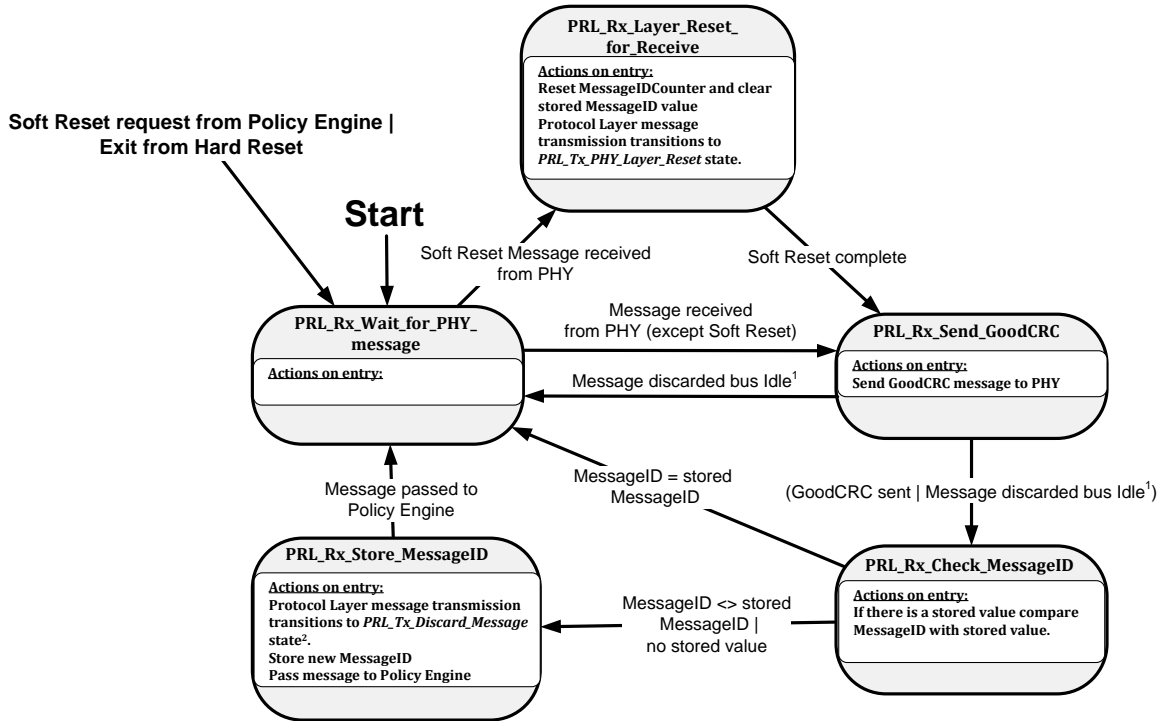 PRL_Rx_Layer_Reset_
for_Receive
Actions on entry:
Reset MessageIDCounter and clear
stored MessageID value
Protocol Layer message
transmission transitions to
PRL_Tx_PHY_Layer_Reset state.
Soft Reset request from Policy Engine |
Exit from Hard Reset
Start
Soft Reset Message received
from PHY
Soft Reset complete
PRL_Rx_Wait_for_PHY_
message
Actions on entry:
Message received
from PHY (except Soft Reset)
Message discarded bus Idle¹
PRL_Rx_Send_GoodCRC
Actions on entry:
Send GoodCRC message to PHY
MessageID = stored
MessageID
(GoodCRC sent | Message discarded bus Idle¹)
Message passed to
Policy Engine
PRL_Rx_Store_MessageID
Actions on entry:
Protocol Layer message transmission
transitions to PRL_Tx_Discard_Message
state².
Store new MessageID
Pass message to Policy Engine
MessageID <> stored
MessageID |
no stored value
PRL_Rx_Check_MessageID
Actions on entry:
If there is a stored value compare
MessageID with stored value.